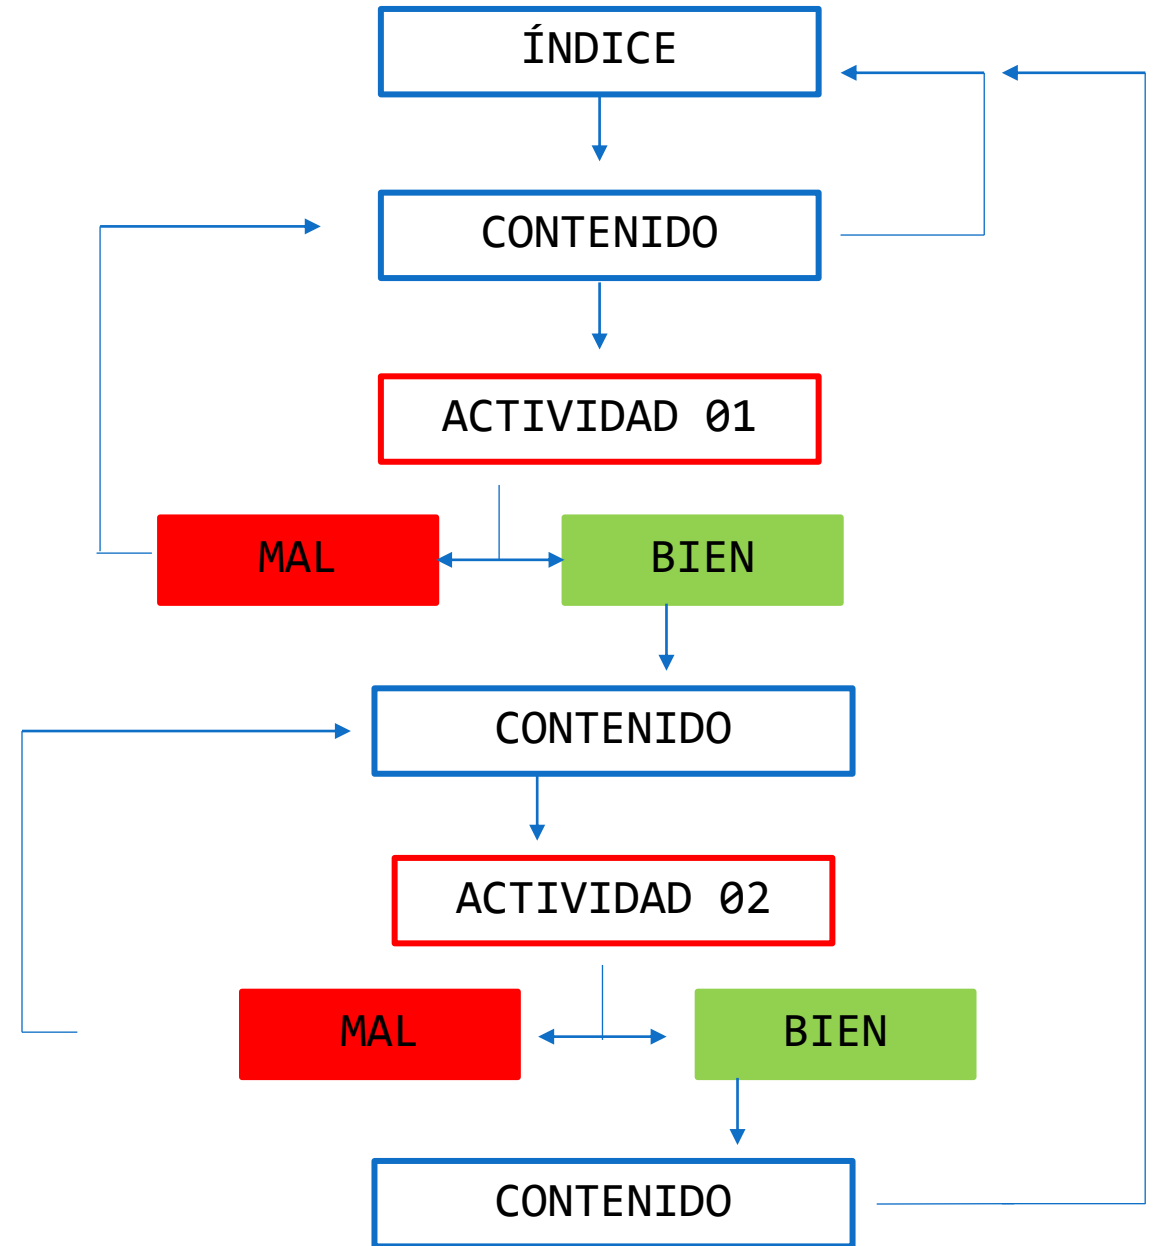 ÍNDICE
CONTENIDO
ACTIVIDAD 01
MAL
BIEN
CONTENIDO
ACTIVIDAD 02
MAL
BIEN
CONTENIDO